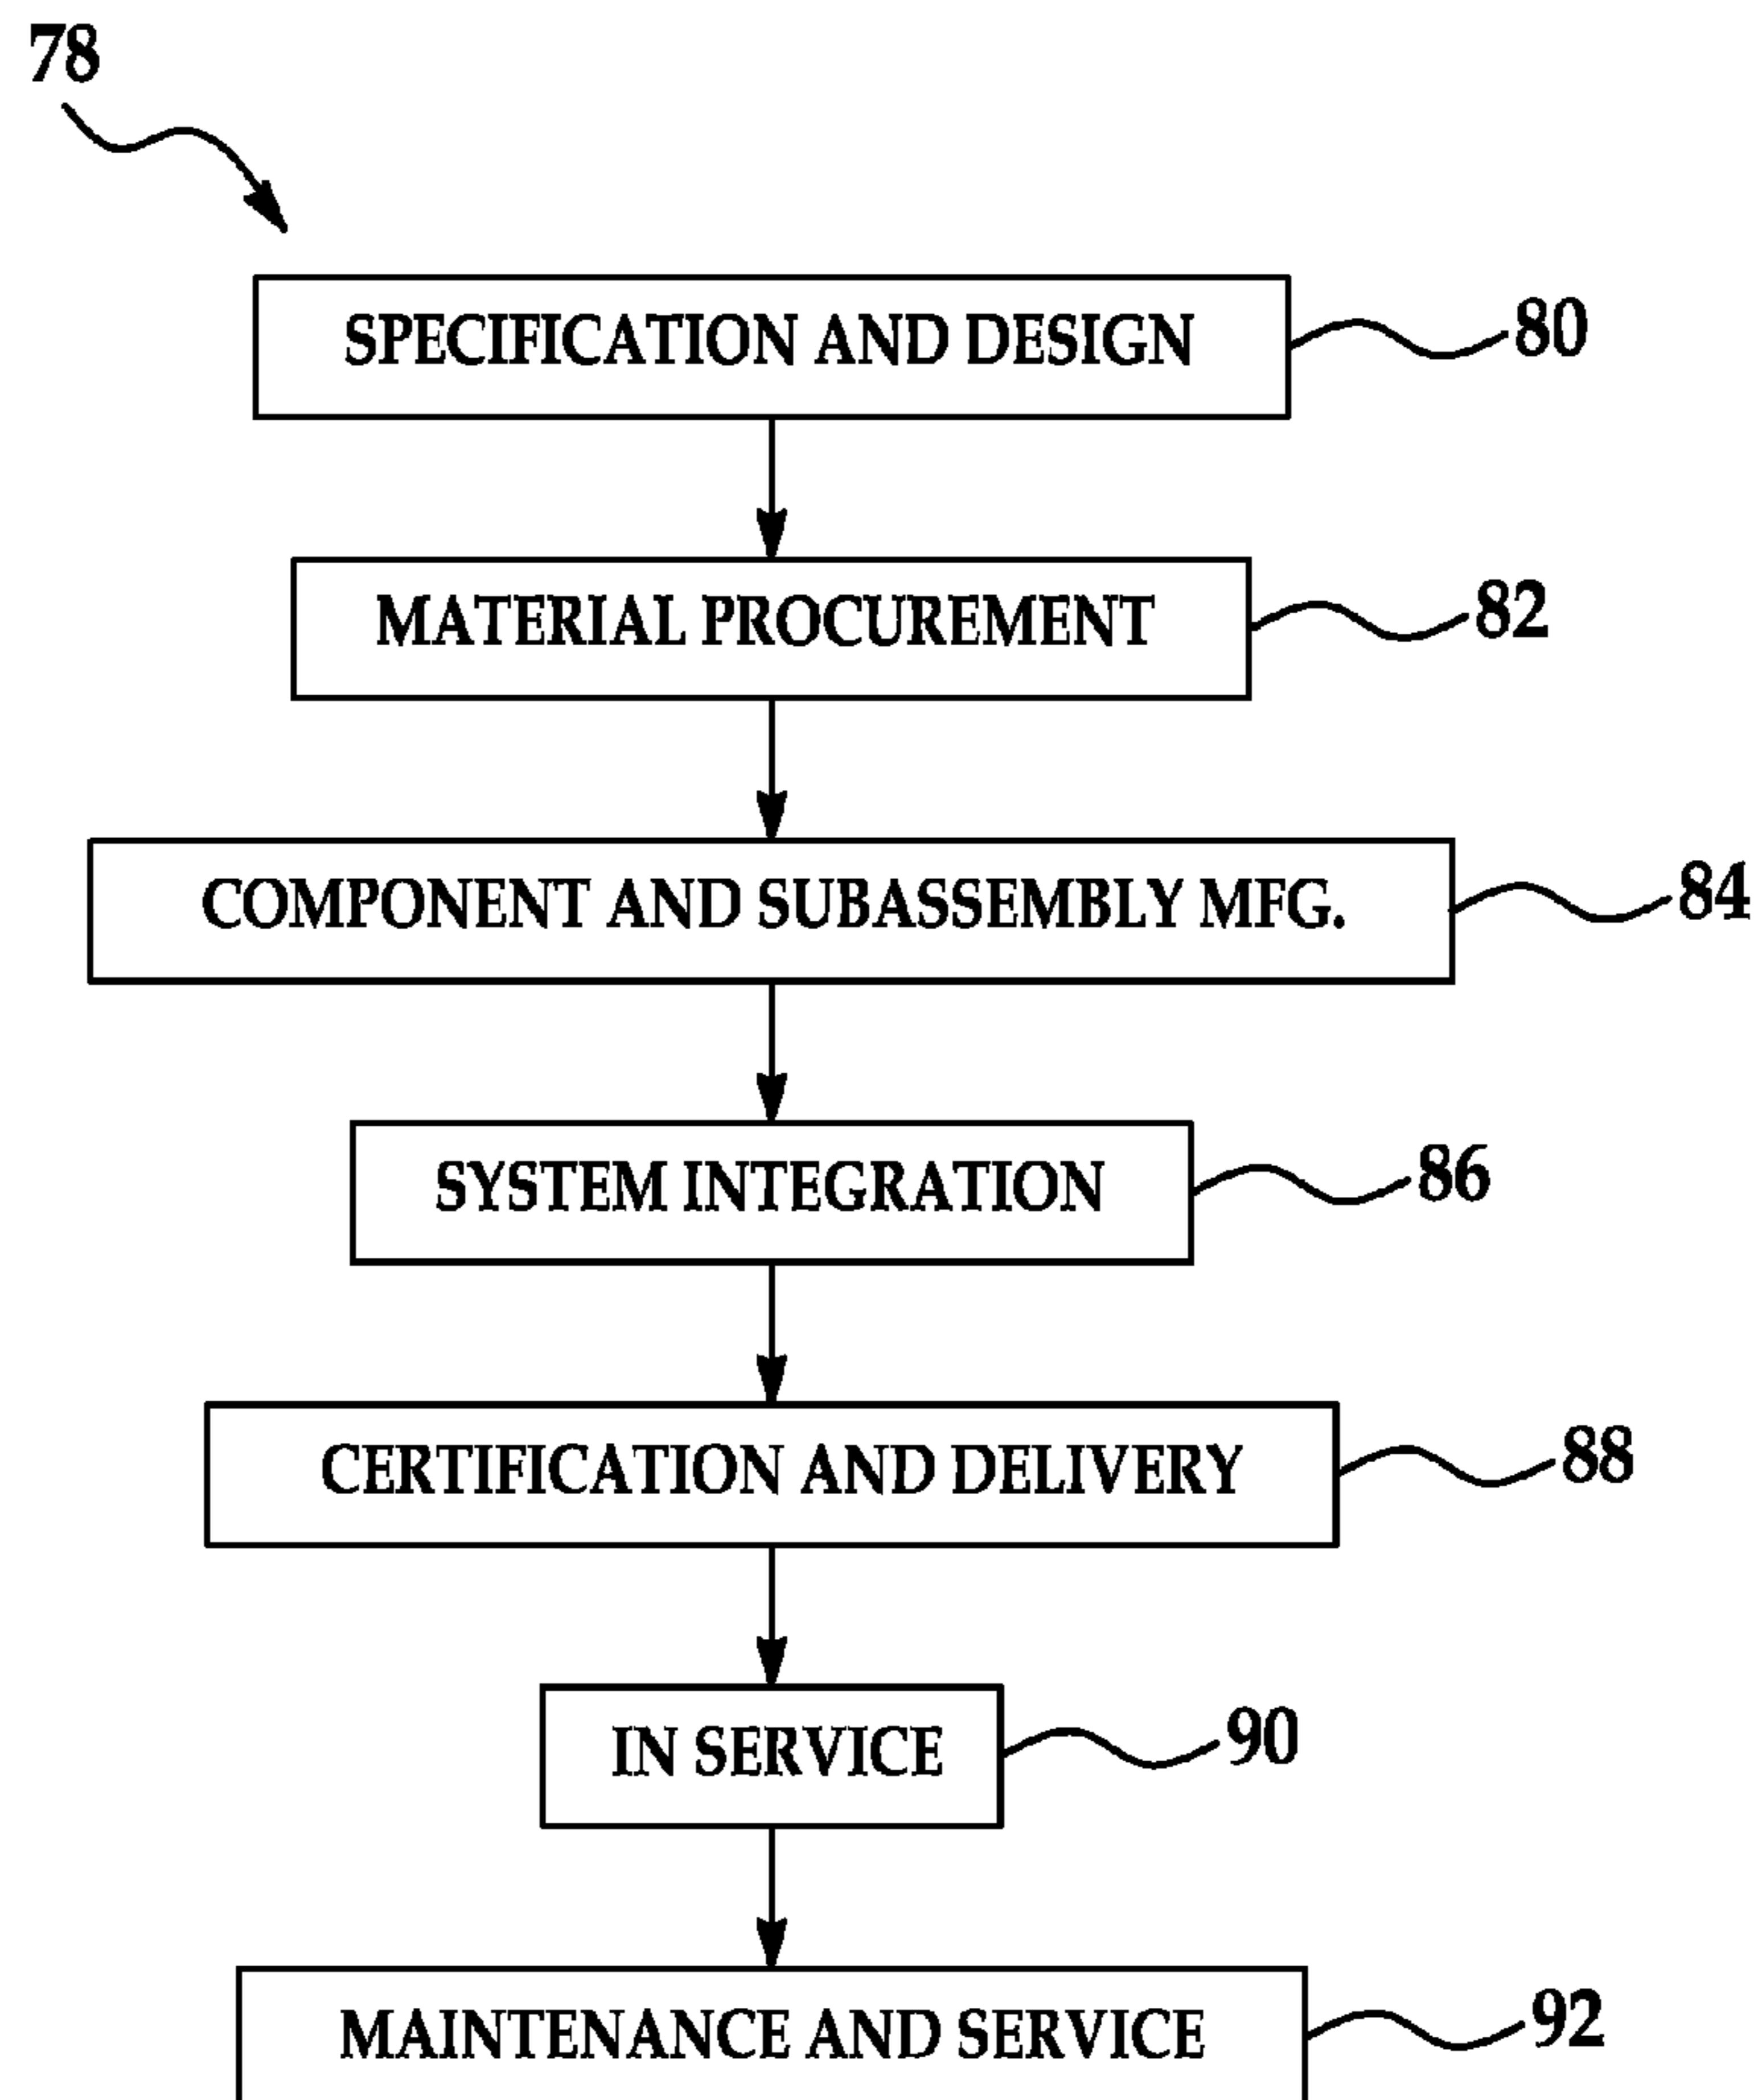 78
SPECIFICATION AND DESIGN
80
MATERIAL PROCUREMENT
82
COMPONENT AND SUBASSEMBLY MFG.
84
SYSTEM INTEGRATION
86
CERTIFICATION AND DELIVERY
88
IN SERVICE
90
MAINTENANCE AND SERVICE
92